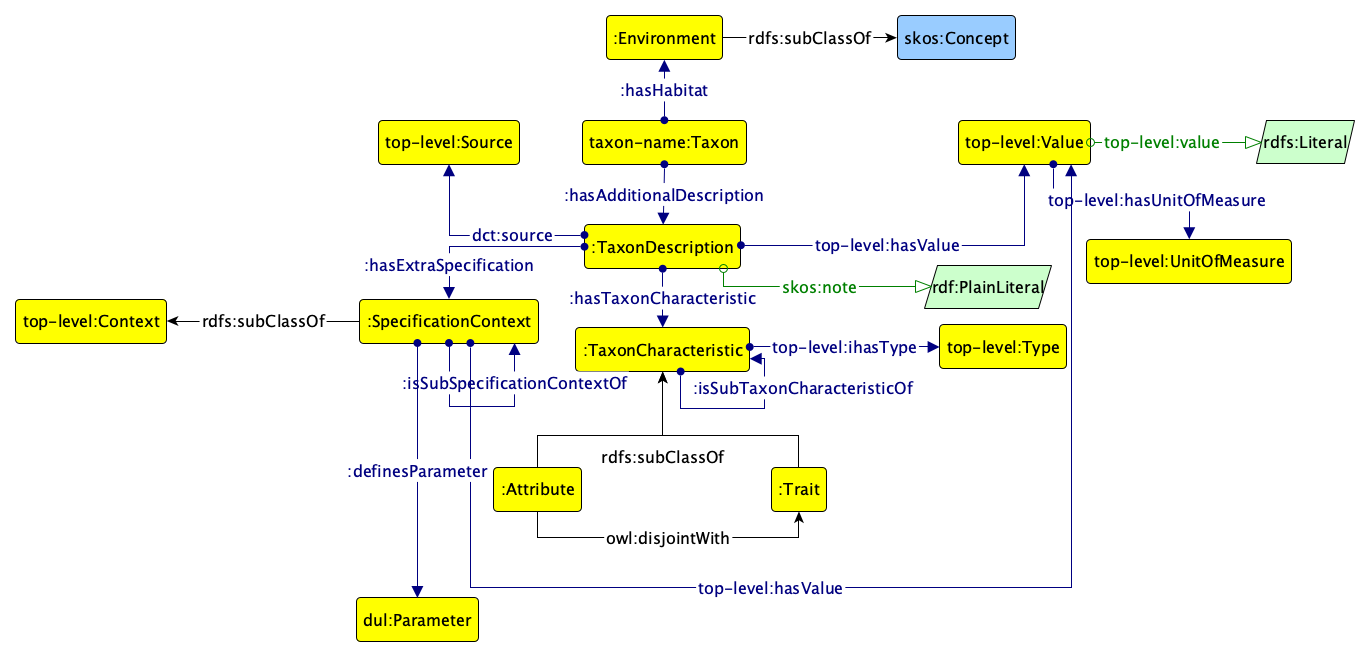 :Environment
rdfs:subClassOf
skos:Concept
:hasHabitat
top-level:Source
taxon-name:Taxon
top-level:Value
top-level:value
rdfs:Literal
:hasAdditionalDescription
top-level:hasUnitOfMeasure
dct:source
:TaxonDescription
top-level:hasValue
:hasExtraSpecification
top-level:UnitOfMeasure
skos:note
rdf:PlainLiteral
:hasTaxonCharacteristic
top-level:Context
rdfs:subClassOf
:SpecificationContext
:TaxonCharacteristic
top-level:ihasType
top-level:Type
:isSubSpecificationContextOf
:isSubTaxonCharacteristicOf
rdfs:subClassOf
:definesParameter
:Attribute
:Trait
owl:disjointWith
top-level:hasValue
dul:Parameter